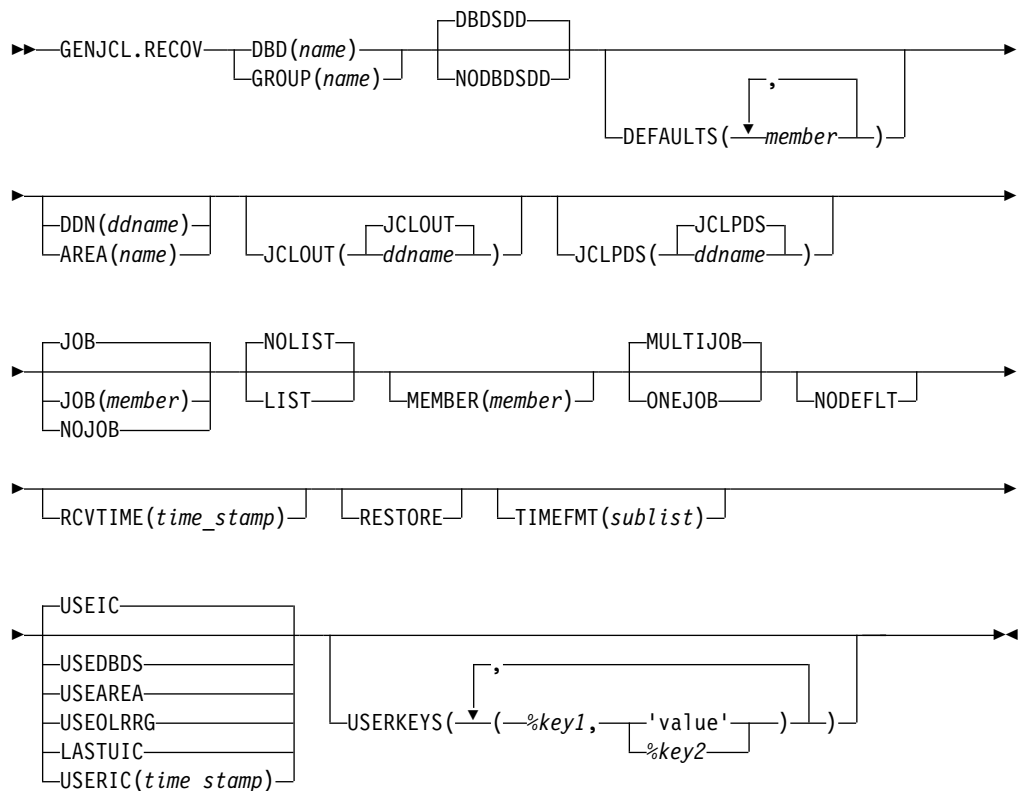 DBDSDD
GENJCL.RECOV DBD(name)
GROUP(name) NODBDSDD
,
DEFAULTS( member )
DDN(ddname) JCLOUT JCLPDS
AREA(name) JCLOUT( ddname ) JCLPDS( ddname )
JOB NOLIST MULTIJOB
JOB(member) LIST MEMBER(member) ONEJOB NODEFLT
NOJOB
RCVTIME(time_stamp) RESTORE TIMEFMT(sublist)
USEIC
USEDBDS ,
USEAREA USERKEYS( ( %key1, 'value' ) )
USEOLRRG %key2
LASTUIC
USERIC(time stamp)